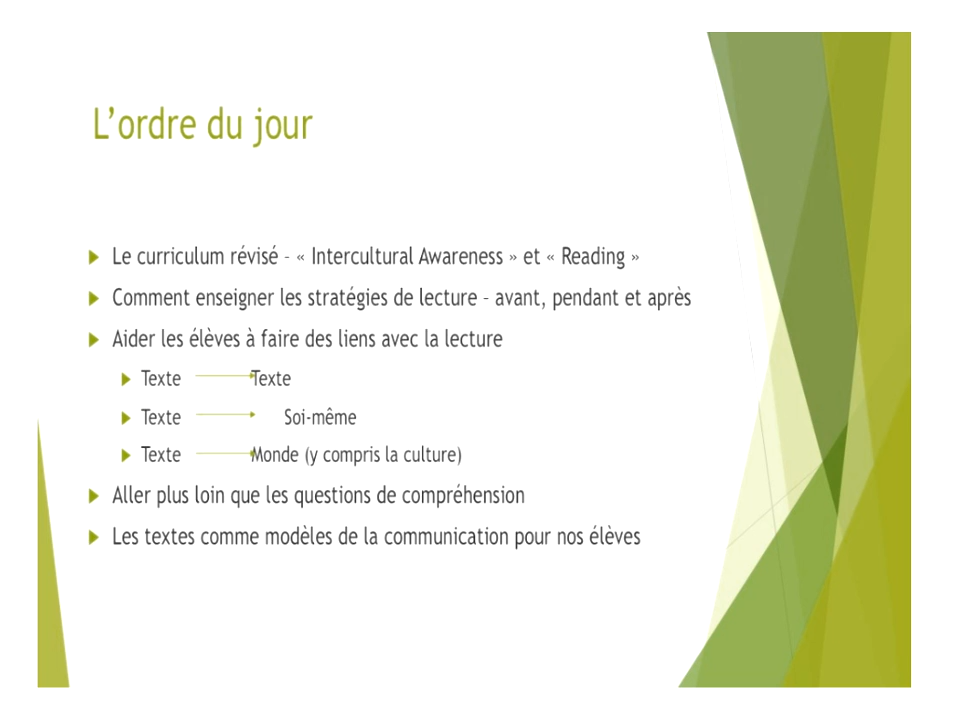 L’ordre du jour
Le curriculum révisé - « Intercultural Awareness » et « Reading »
Comment enseigner les stratégies de lecture - avant, pendant et après
Aider les élèves à faire des liens avec la lecture
Texte Texte
Texte Soi-même
Texte Monde (y compris la culture)
Aller plus loin que les questions de compréhension
Les textes comme modèles de la communication pour nos élèves